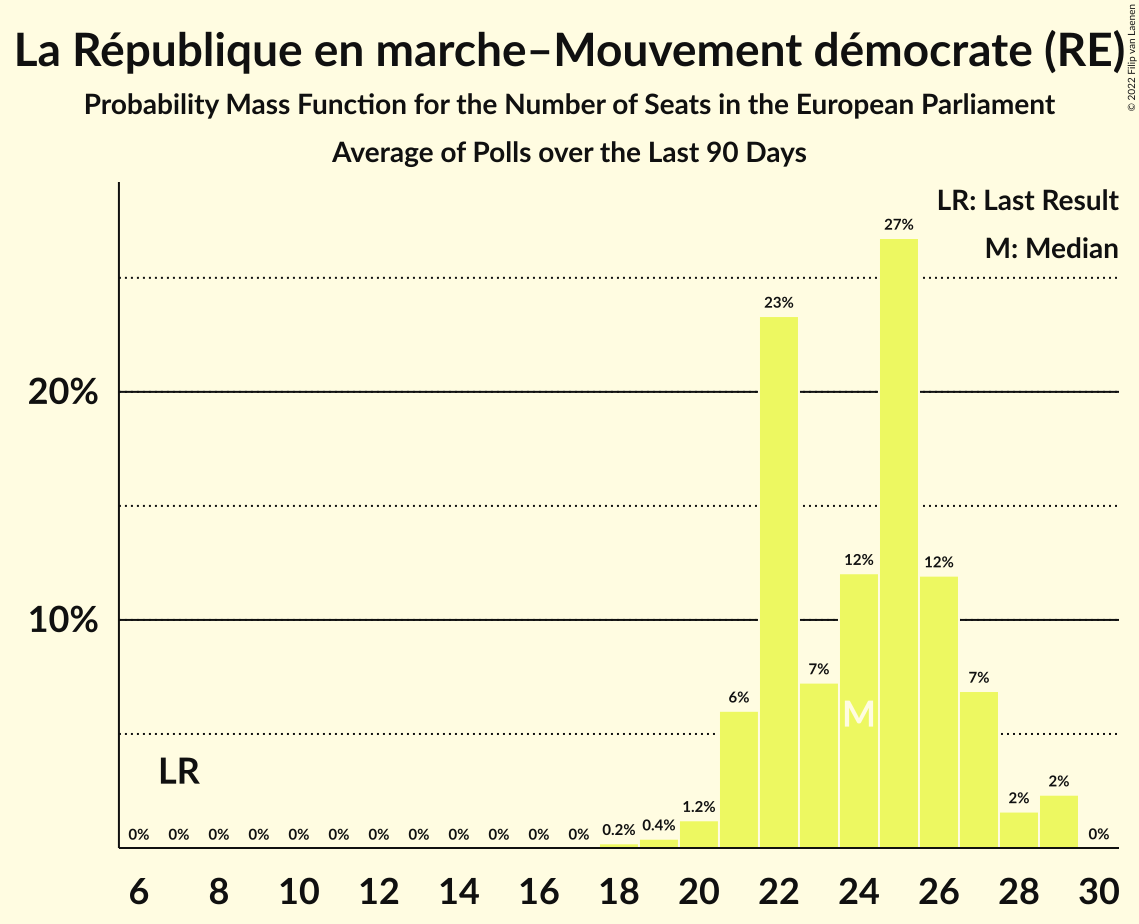 La République en marche–Mouvement démocrate (RE)
Probability Mass Function for the Number of Seats in the European Parliament
Average of Polls over the Last 90 Days
© 2022 Filip van Laenen
LR: Last Result
M: Median
27%
23%
20%
12% 12%
10%
7% 7%
6%
M
LR
2%
2%
1.2%
0.4%
0.2%
0% 0% 0% 0% 0% 0% 0% 0% 0% 0% 0% 0% 0%
6 8 10 12 14 16 18 20 22 24 26 28 30